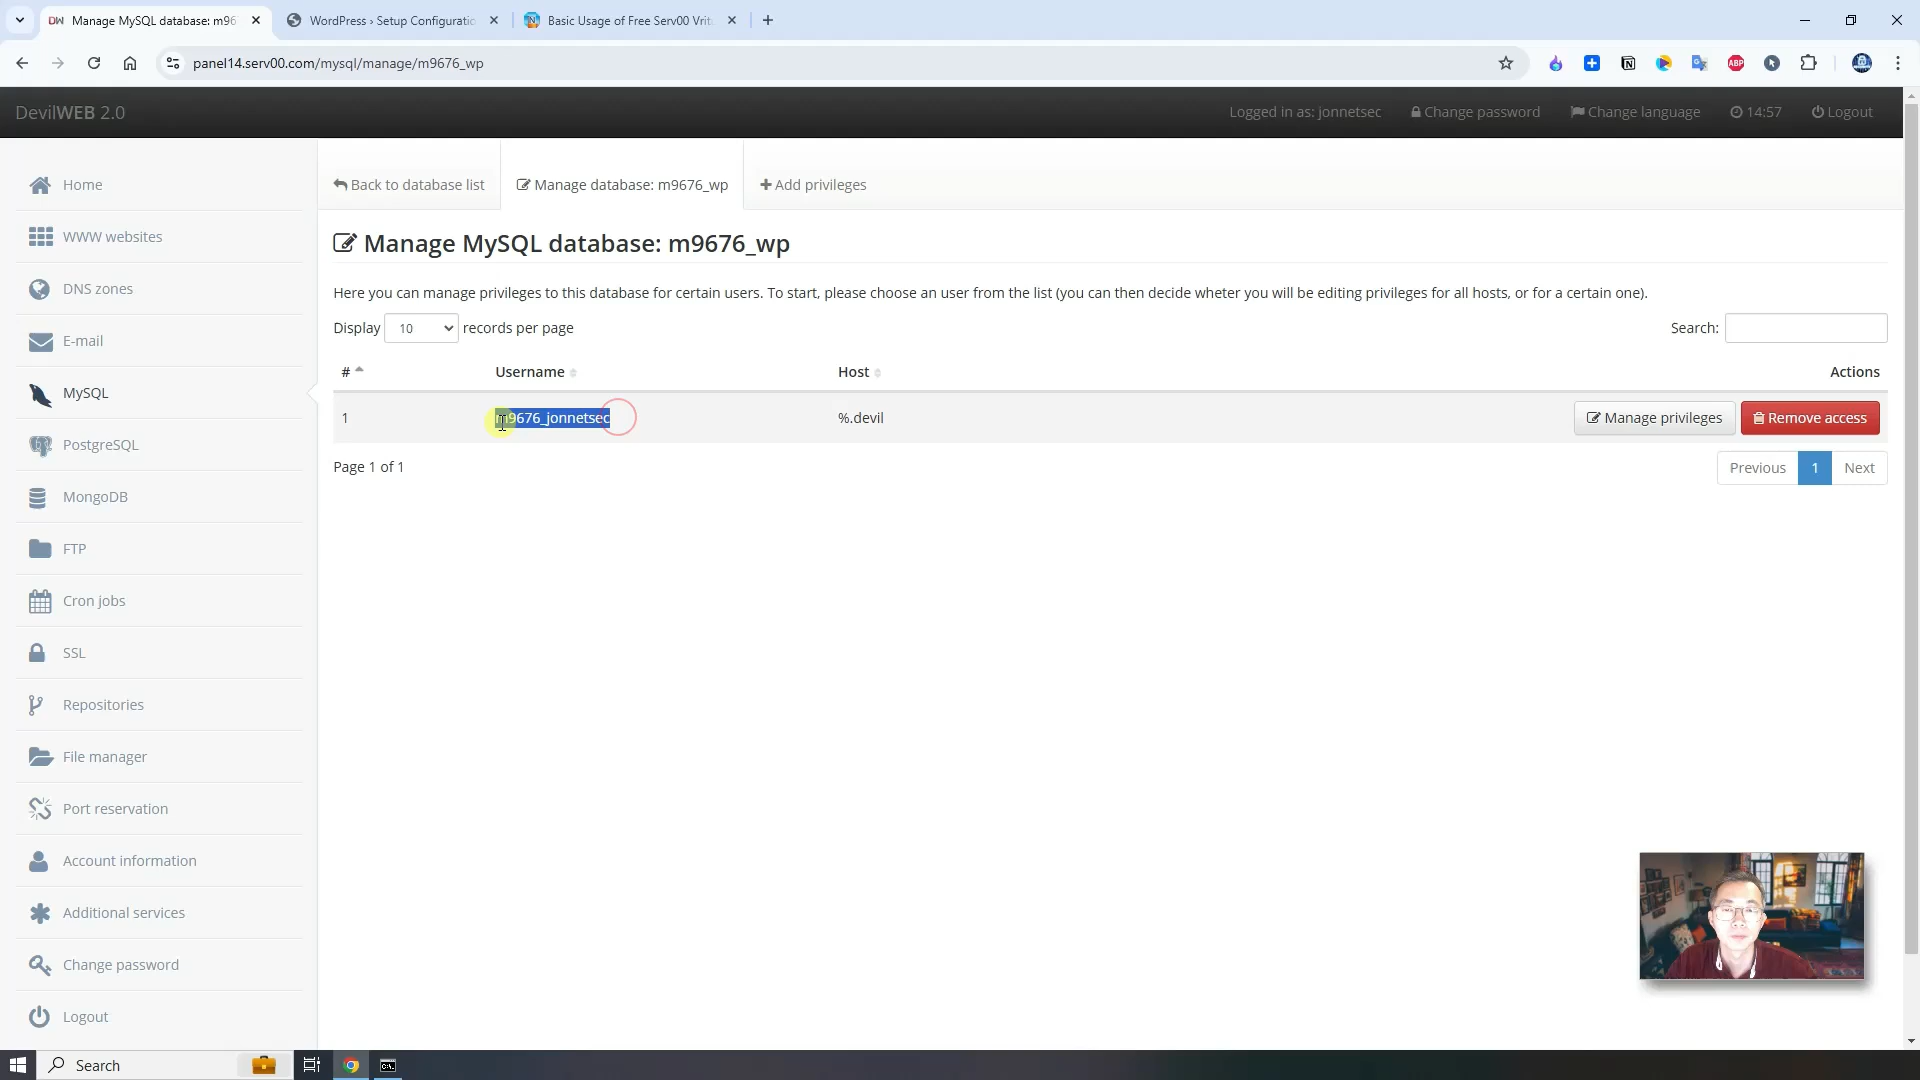 Manage MySQL database: m96
WordPress › Setup Configuratio
Basic Usage of Free Serv00 Vritu
panel14.serv00.com/mysql/manage/m9676_wp
DevilWEB 2.0
Logged in as: jonnetsec
Change password
Change language
14:57
Logout
Home
WWW websites
DNS zones
E-mail
MySQL
PostgreSQL
MongoDB
FTP
Cron jobs
SSL
Repositories
File manager
Port reservation
Account information
Additional services
Change password
Logout
Back to database list
Manage database: m9676_wp
Add privileges
Manage MySQL database: m9676_wp
Here you can manage privileges to this database for certain users. To start, please choose an user from the list (you can then decide wheter you will be editing privileges for all hosts, or for a certain one).
Display 10 records per page
Search:
# Username Host Actions
1 m9676_jonnetsec %.devil Manage privileges Remove access
Page 1 of 1
Previous 1 Next
Search